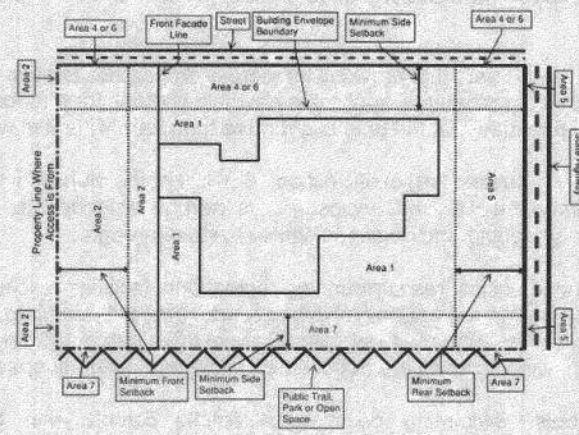 Area 4 or 6
Front Facade
Line
Street
Building Envelope
Boundary
Minimum Side
Setback
Area 4 or 6
Area 2
Area 4 or 6
Area 5
Area 1
Property Line Where
Access is From
Area 2
Area 2
Area 5
Area 1
Area 1
Area 2
Area 7
Area 5
Area 7
Minimum Front
Setback
Minimum Side
Setback
Public Trail,
Park or Open
Space
Minimum
Rear Setback
Area 7